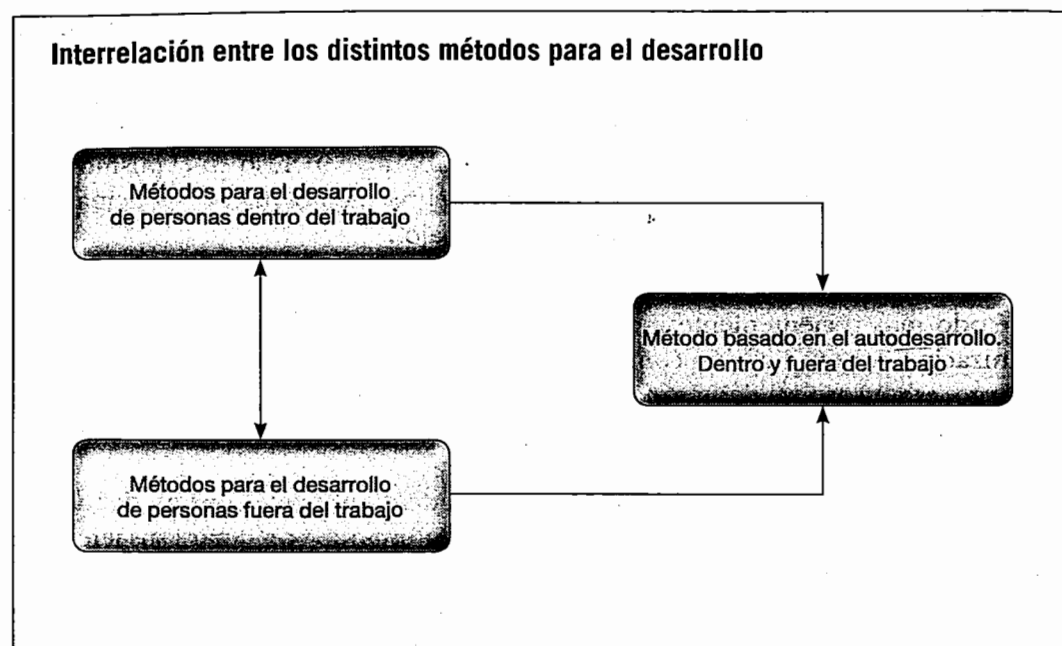 Interrelación entre los distintos métodos para el desarrollo
Métodos para el desarrollo
de personas dentro del trabajo
Método basado en el autodesarrollo.
Dentro y fuera del trabajo
Métodos para el desarrollo
de personas fuera del trabajo